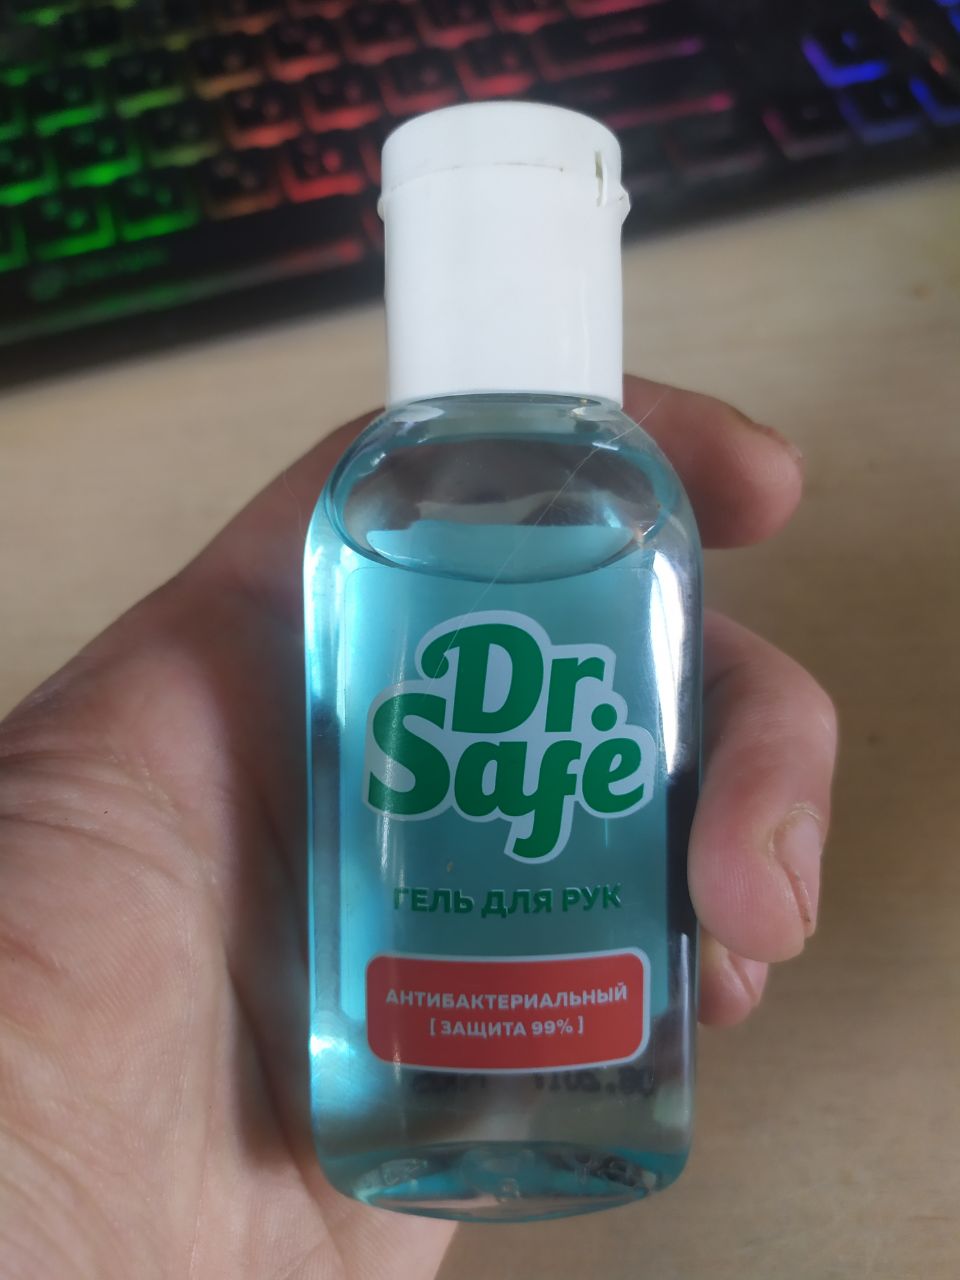 Dr.
Safe
ГЕЛЬ ДЛЯ РУК
АНТИБАКТЕРИАЛЬНЫЙ
[ ЗАЩИТА 99% ]